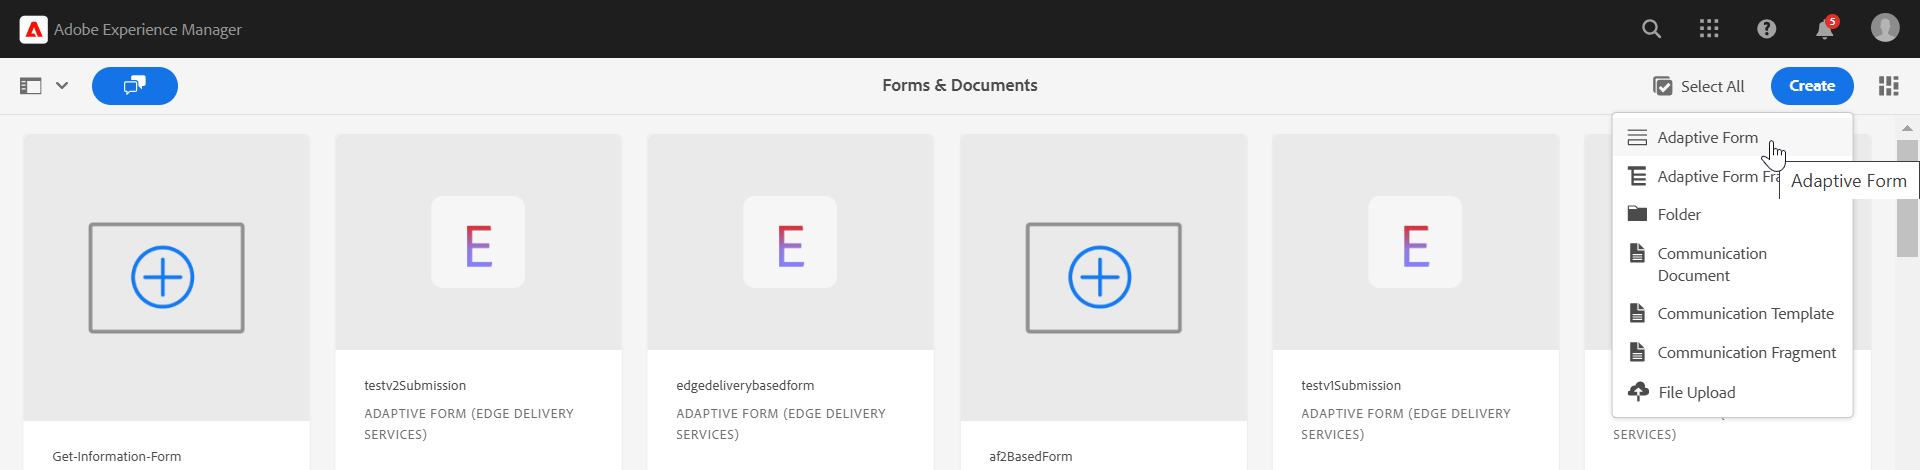 Adobe Experience Manager
5
Forms & Documents
Select All
Create
Adaptive Form
Adaptive Form
Adaptive Form Fra
Folder
Communication
Document
Communication Template
Communication Fragment
File Upload
E
E
E
Get-Information-Form
testv2Submission
ADAPTIVE FORM (EDGE DELIVERY
SERVICES)
edgedeliverybasedform
ADAPTIVE FORM (EDGE DELIVERY
SERVICES)
af2BasedForm
testv1Submission
ADAPTIVE FORM (EDGE DELIVERY
SERVICES)
SERVICES)